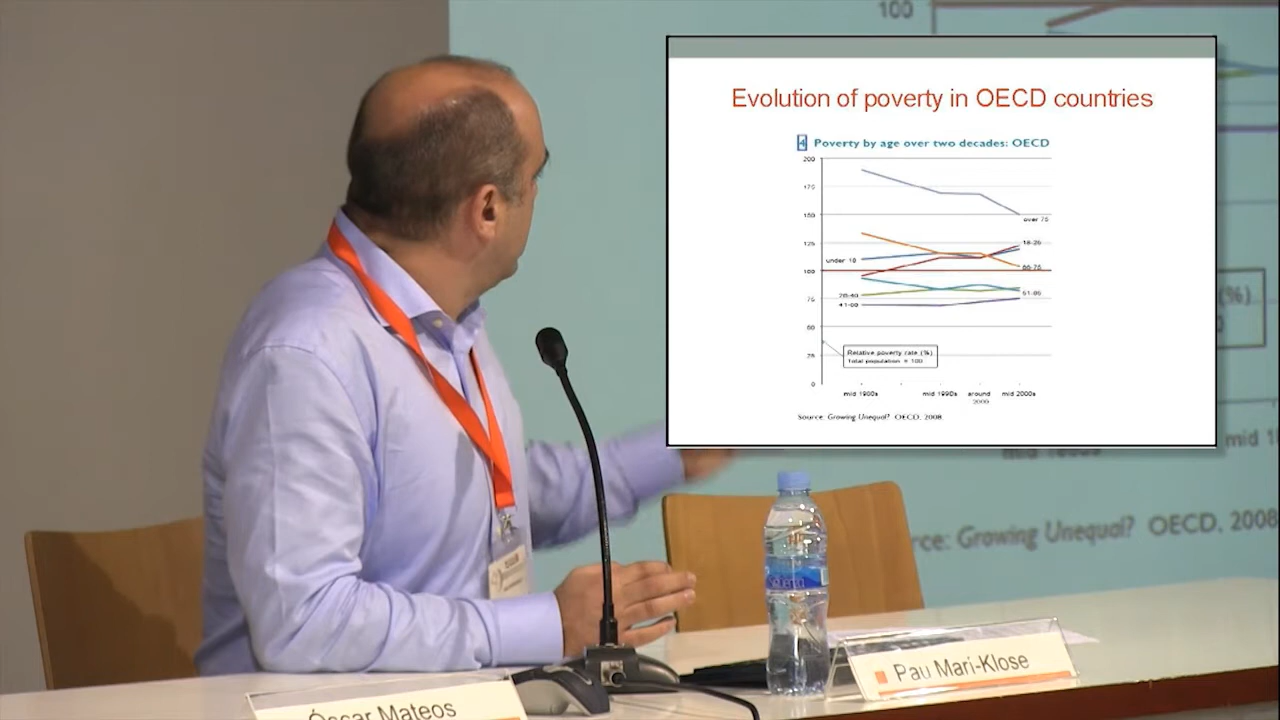 100
Evolution of poverty in OECD countries
4 Poverty by age over two decades: OECD
200
175
150
over 75
125
18-25
under 18
66-75
100
51-65
75
41-50
50
25
Relative poverty rate (%)
Total population = 100
0
mid 1980s
mid 1990s
around 2000
mid 2000s
Source: Growing Unequal? OECD, 2008
(%)
mid 1
rce: Growing Unequal? OECD, 2008
Pau Mari-Klose
Òscar Mateos